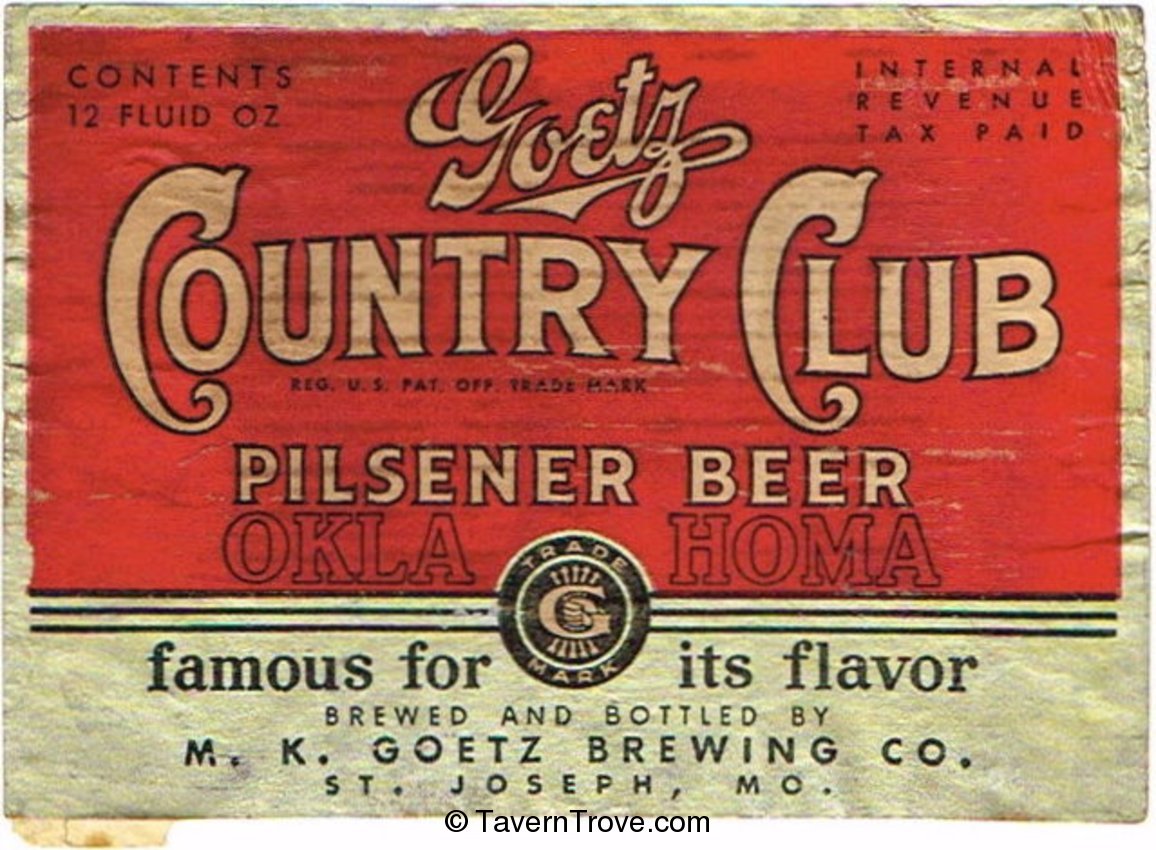 CONTENTS
12 FLUID OZ
INTERNAL
REVENUE
TAX PAID
Goetz
COUNTRY CLUB
REG. U.S. PAT. OFF. TRADE MARK
PILSENER BEER
OKLA HOMA
TRADE
G
MARK
famous for its flavor
BREWED AND BOTTLED BY
M. K. GOETZ BREWING CO.
ST. JOSEPH, MO.
© TavernTrove.com